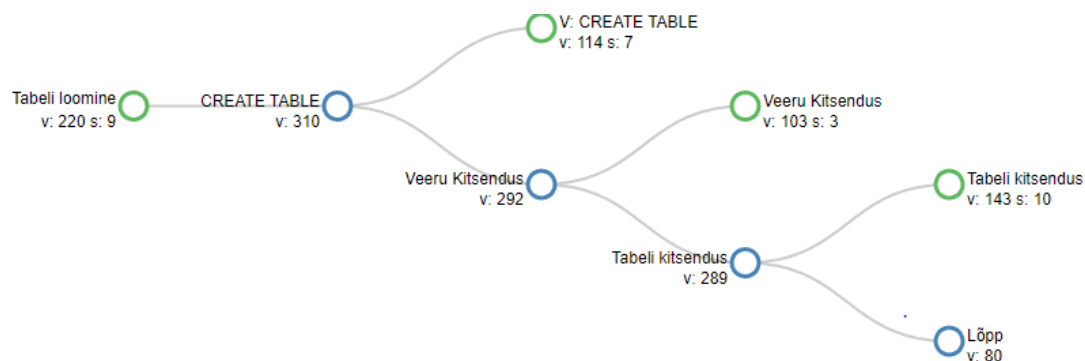 V: CREATE TABLE
v: 114 s: 7
Tabeli loomine
v: 220 s: 9
CREATE TABLE
v: 310
Veeru Kitsendus
v: 103 s: 3
Veeru Kitsendus
v: 292
Tabeli kitsendus
v: 143 s: 10
Tabeli kitsendus
v: 289
Lõpp
v: 80